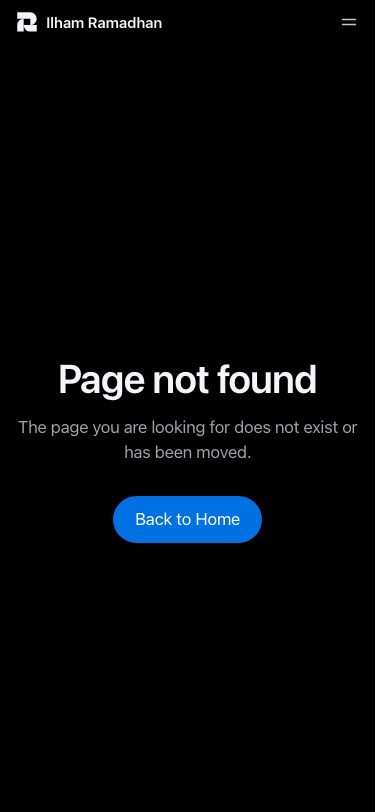 Ilham Ramadhan
Page not found
The page you are looking for does not exist or
has been moved.
Back to Home